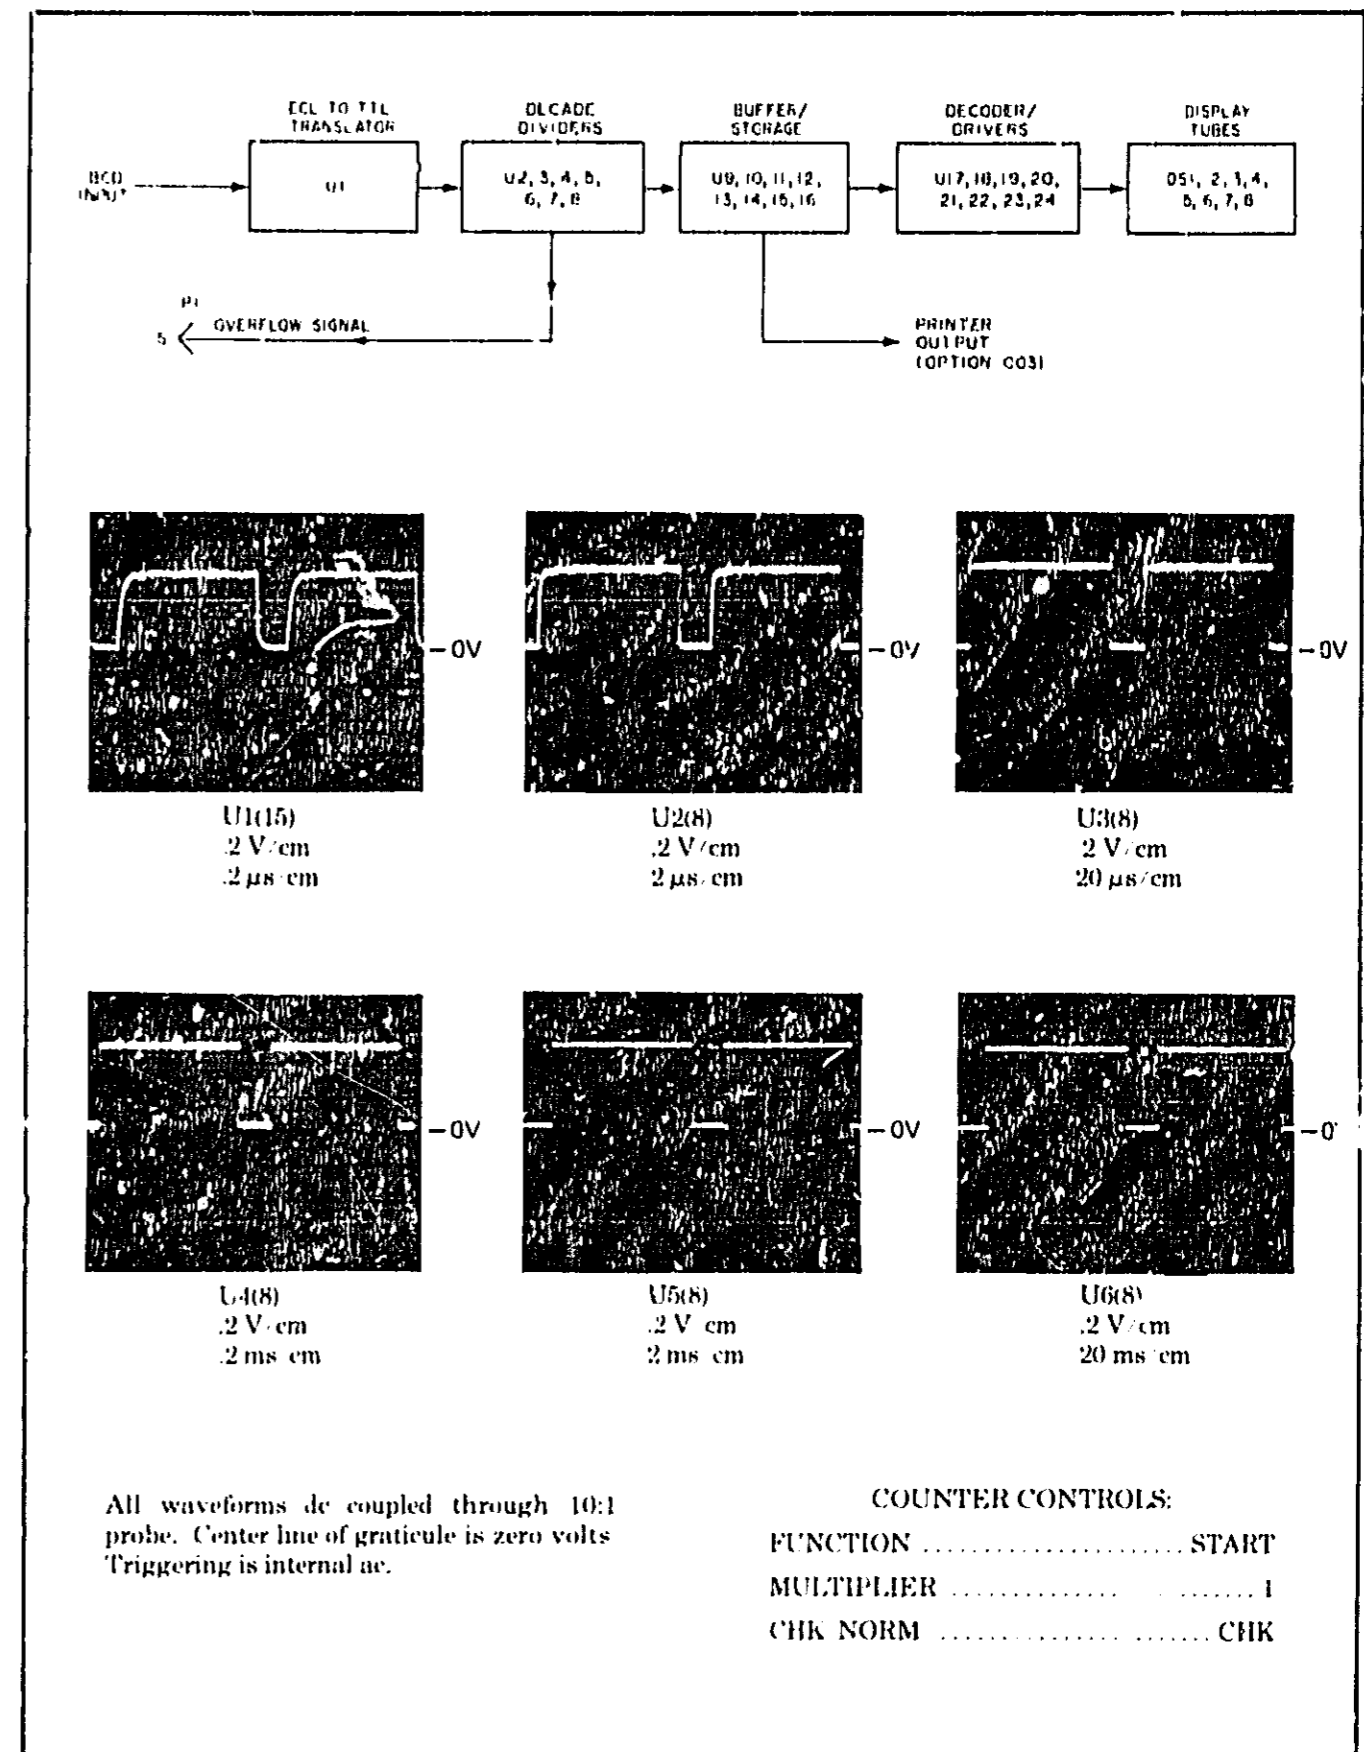 ECL TO TTL
TRANSLATOR
DECADE
DIVIDERS
BUFFER/
STORAGE
DECODER/
DRIVERS
DISPLAY
TUBES
BCD
INPUT
U1
U2, 3, 4, 5,
6, 7, 8
U9, 10, 11, 12,
13, 14, 15, 16
U17, 18, 19, 20,
21, 22, 23, 24
DS1, 2, 3, 4,
5, 6, 7, 8
P1
5
OVERFLOW SIGNAL
PRINTER
OUTPUT
(OPTION 003)
-0V
-0V
-0V
U1(15)
.2 V/cm
.2 μs/cm
U2(8)
.2 V/cm
2 μs/cm
U3(8)
.2 V/cm
20 μs/cm
-0V
-0V
-0
U4(8)
.2 V/cm
.2 ms/cm
U5(8)
.2 V/cm
2 ms/cm
U6(8)
.2 V/cm
20 ms/cm
All waveforms dc coupled through 10:1
probe. Center line of graticule is zero volts
Triggering is internal ac.
COUNTER CONTROLS:
FUNCTION ...................... START
MULTIPLIER ...................... 1
CHK NORM ...................... CHK